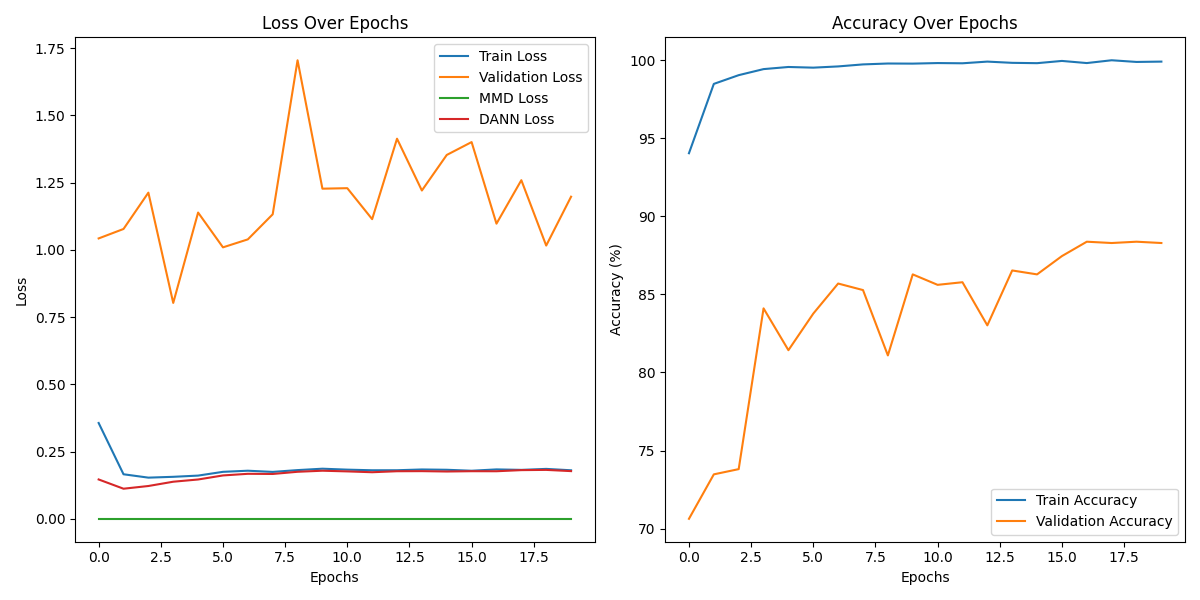 Loss Over Epochs
1.75
1.50
1.25
1.00
0.75
0.50
0.25
0.00
Loss
Train Loss
Validation Loss
MMD Loss
DANN Loss
0.0 2.5 5.0 7.5 10.0 12.5 15.0 17.5
Epochs
Accuracy Over Epochs
100
95
90
85
80
75
70
Accuracy (%)
Train Accuracy
Validation Accuracy
0.0 2.5 5.0 7.5 10.0 12.5 15.0 17.5
Epochs